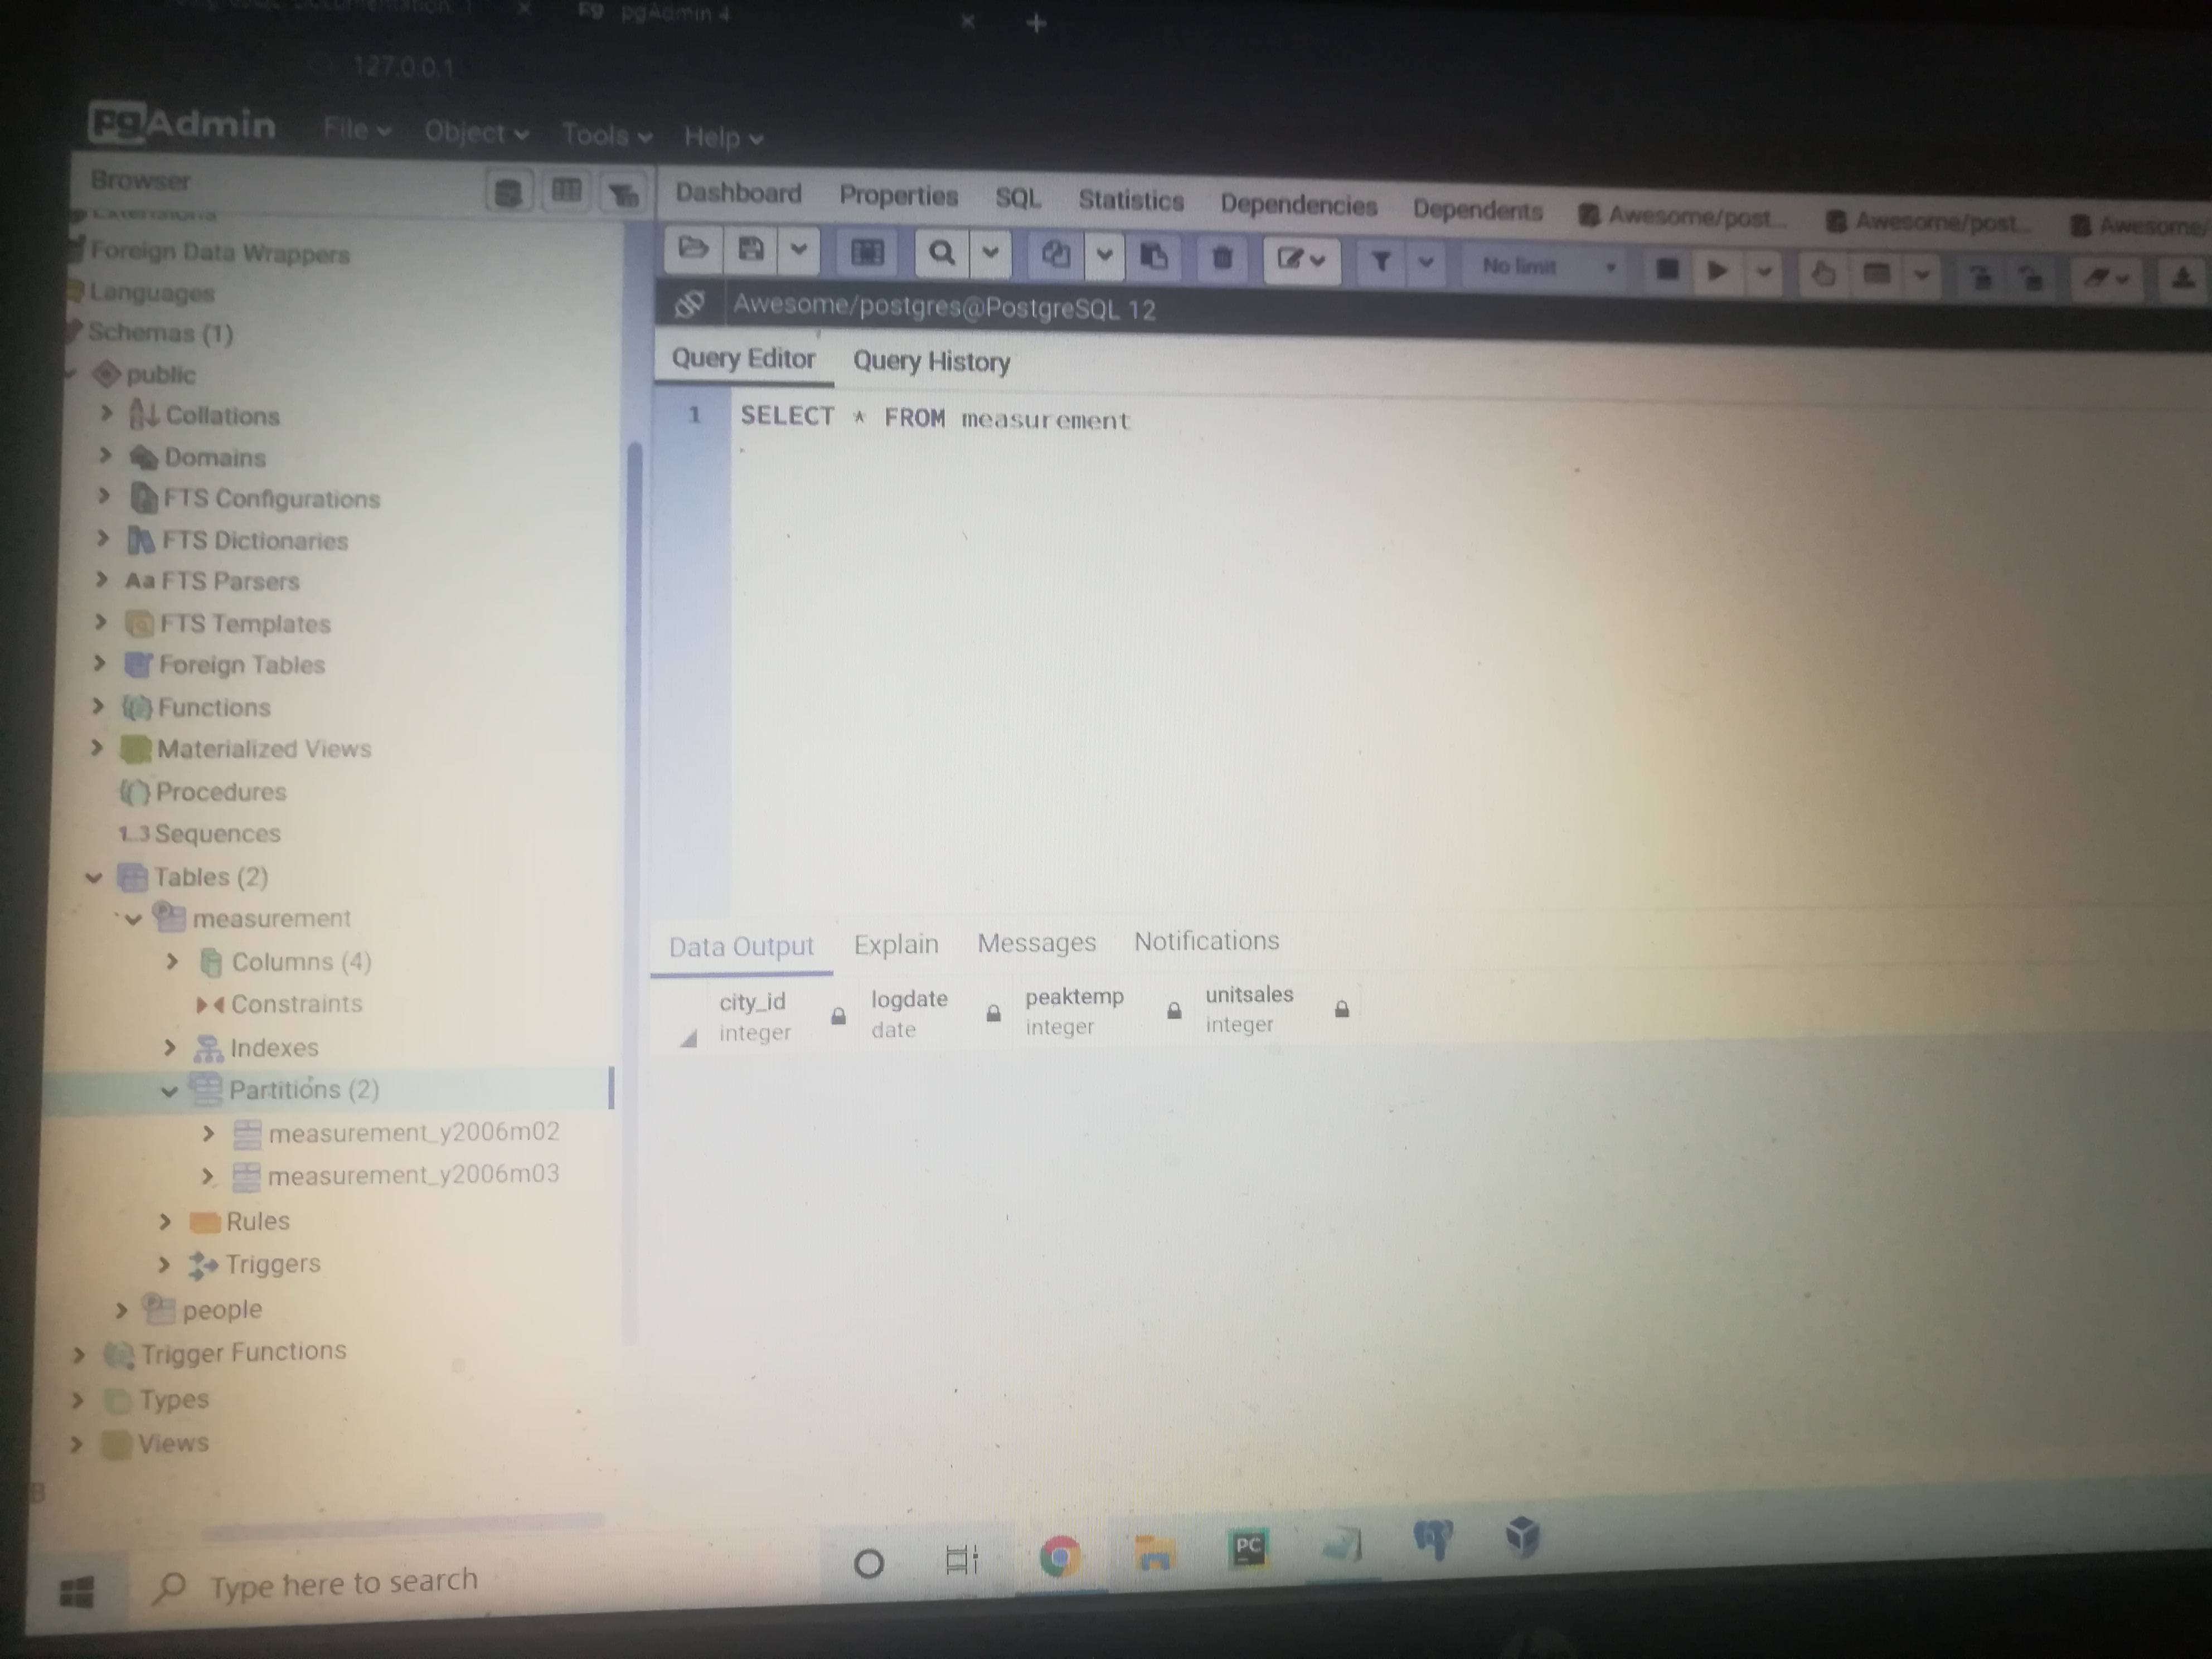 pgAdmin 4
127.0.0.1
pgAdmin File Object Tools Help
Browser
Dashboard Properties SQL Statistics Dependencies Dependents Awesome/post... Awesome/post... Awesome/
Extensions
Foreign Data Wrappers
Languages
Schemas (1)
public
Collations
Domains
FTS Configurations
FTS Dictionaries
Aa FTS Parsers
FTS Templates
Foreign Tables
Functions
Materialized Views
Procedures
1..3 Sequences
Tables (2)
measurement
Columns (4)
Constraints
Indexes
Partitions (2)
measurement_y2006m02
measurement_y2006m03
Rules
Triggers
people
Trigger Functions
Types
Views
No limit
Awesome/postgres@PostgreSQL 12
Query Editor Query History
1 SELECT * FROM measurement
Data Output Explain Messages Notifications
city_id integer
logdate date
peaktemp integer
unitsales integer
Type here to search
PC